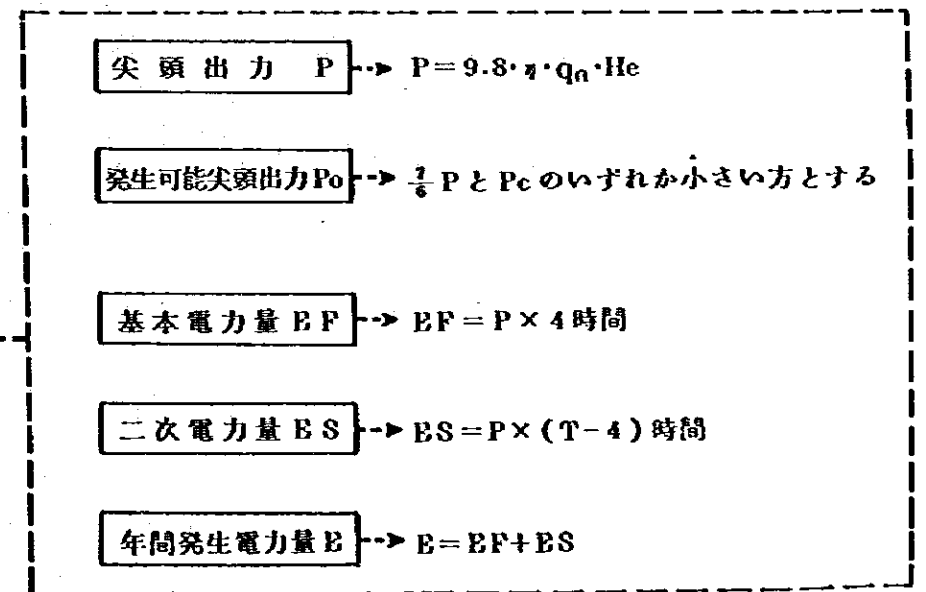 尖頭出力 P --> P=9.8・η・qn・He
発生可能尖頭出力Po --> 7/6 P と Pc のいずれか小さい方とする
基本電力量 EF --> EF = P × 4 時間
二次電力量 ES --> ES = P × (T-4) 時間
年間発生電力量 E --> E = EF+ES